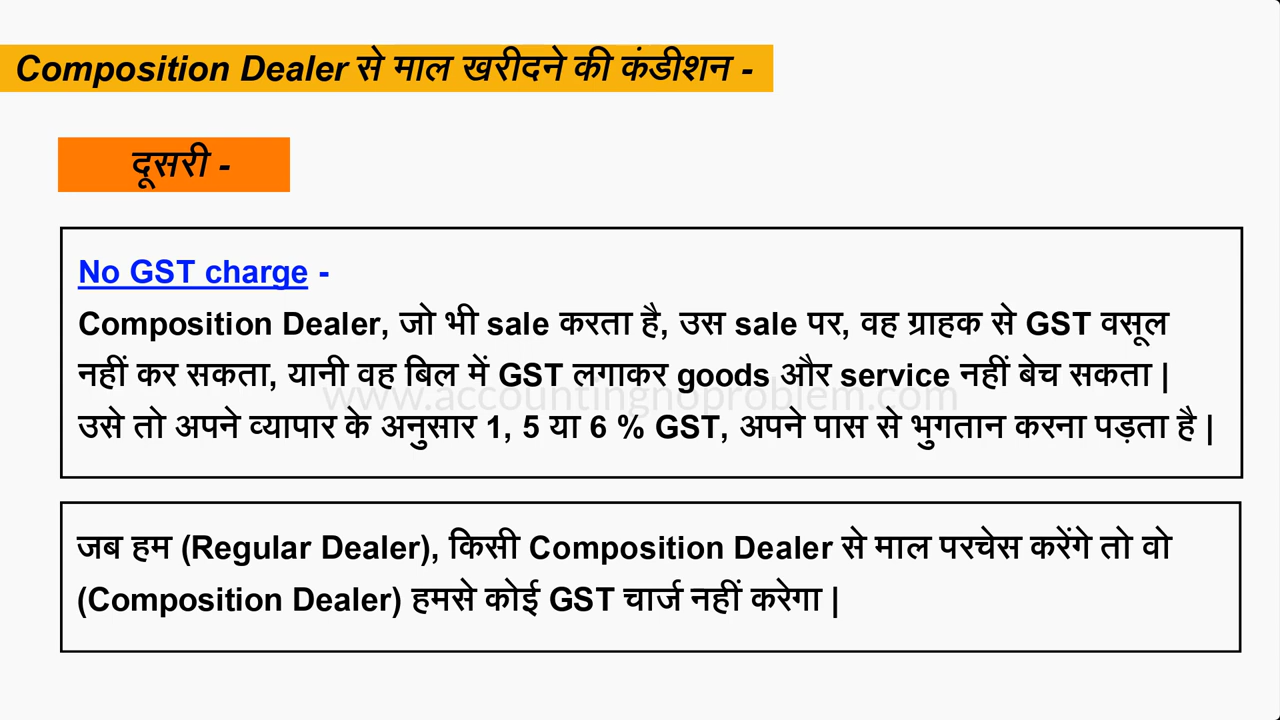 Composition Dealer से माल खरीदने की कंडीशन -
दूसरी -
No GST charge -
Composition Dealer, जो भी sale करता है, उस sale पर, वह ग्राहक से GST वसूल
नहीं कर सकता, यानी वह बिल में GST लगाकर goods और service नहीं बेच सकता |
www.accountingnoproblem.com
उसे तो अपने व्यापार के अनुसार 1, 5 या 6 % GST, अपने पास से भुगतान करना पड़ता है |
जब हम (Regular Dealer), किसी Composition Dealer से माल परचेस करेंगे तो वो
(Composition Dealer) हमसे कोई GST चार्ज नहीं करेगा |